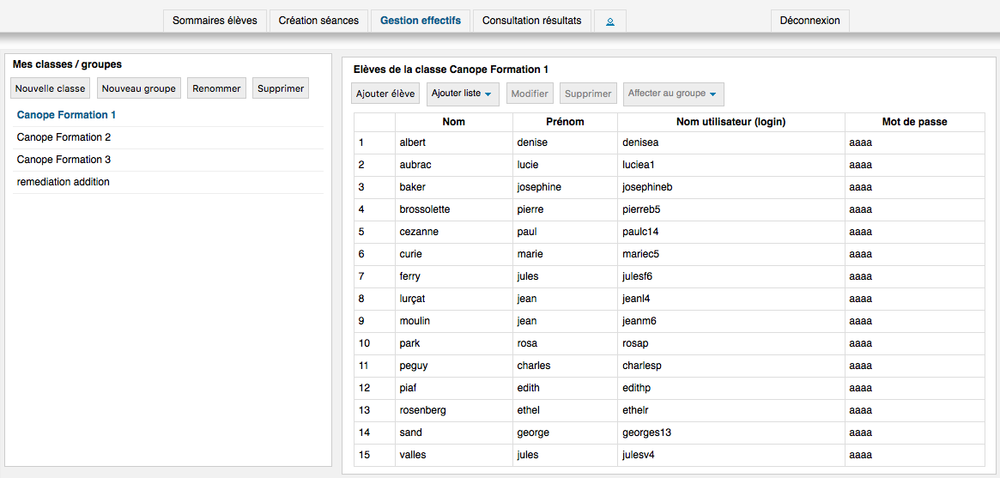 Sommaires élèves Création séances Gestion effectifs Consultation résultats Déconnexion
Mes classes / groupes
Nouvelle classe Nouveau groupe Renommer Supprimer
Canope Formation 1
Canope Formation 2
Canope Formation 3
remediation addition
Elèves de la classe Canope Formation 1
Ajouter élève Ajouter liste Modifier Supprimer Affecter au groupe
Nom Prénom Nom utilisateur (login) Mot de passe
1 albert denise denisea aaaa
2 aubrac lucie luciea1 aaaa
3 baker josephine josephineb aaaa
4 brossolette pierre pierreb5 aaaa
5 cezanne paul paulc14 aaaa
6 curie marie mariec5 aaaa
7 ferry jules julesf6 aaaa
8 lurçat jean jeanl4 aaaa
9 moulin jean jeanm6 aaaa
10 park rosa rosap aaaa
11 peguy charles charlesp aaaa
12 piaf edith edithp aaaa
13 rosenberg ethel ethelr aaaa
14 sand george georges13 aaaa
15 valles jules julesv4 aaaa